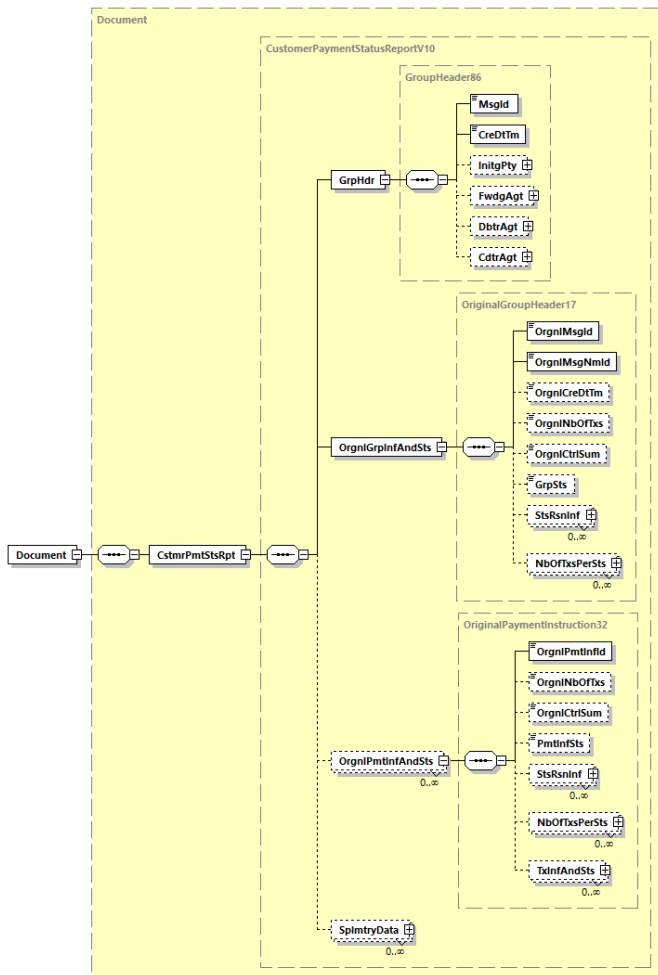 Document
CustomerPaymentStatusReportV10
GroupHeader86
MsgId
CreDtTm
InitgPty
GrpHdr
FwdgAgt
DbtrAgt
CdtrAgt
OriginalGroupHeader17
OrgnlMsgId
OrgnlMsgNmId
OrgnlCreDtTm
OrgnlNbOfTxs
OrgnlGrpInfAndSts
OrgnlCtrlSum
GrpSts
StsRsnInf
0..∞
Document
CstmrPmtStsRpt
NbOfTxsPerSts
0..∞
OriginalPaymentInstruction32
OrgnlPmtInfId
OrgnlNbOfTxs
OrgnlCtrlSum
PmtInfSts
OrgnlPmtInfAndSts
0..∞
StsRsnInf
0..∞
NbOfTxsPerSts
0..∞
TxInfAndSts
0..∞
SplmtryData
0..∞